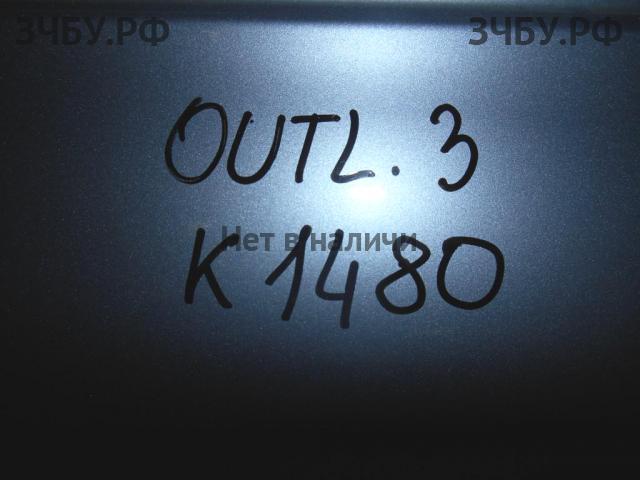 ЗЧБУ.РФ ЗЧБУ.РФ
OUTL. 3
Нет в наличи
K 1480